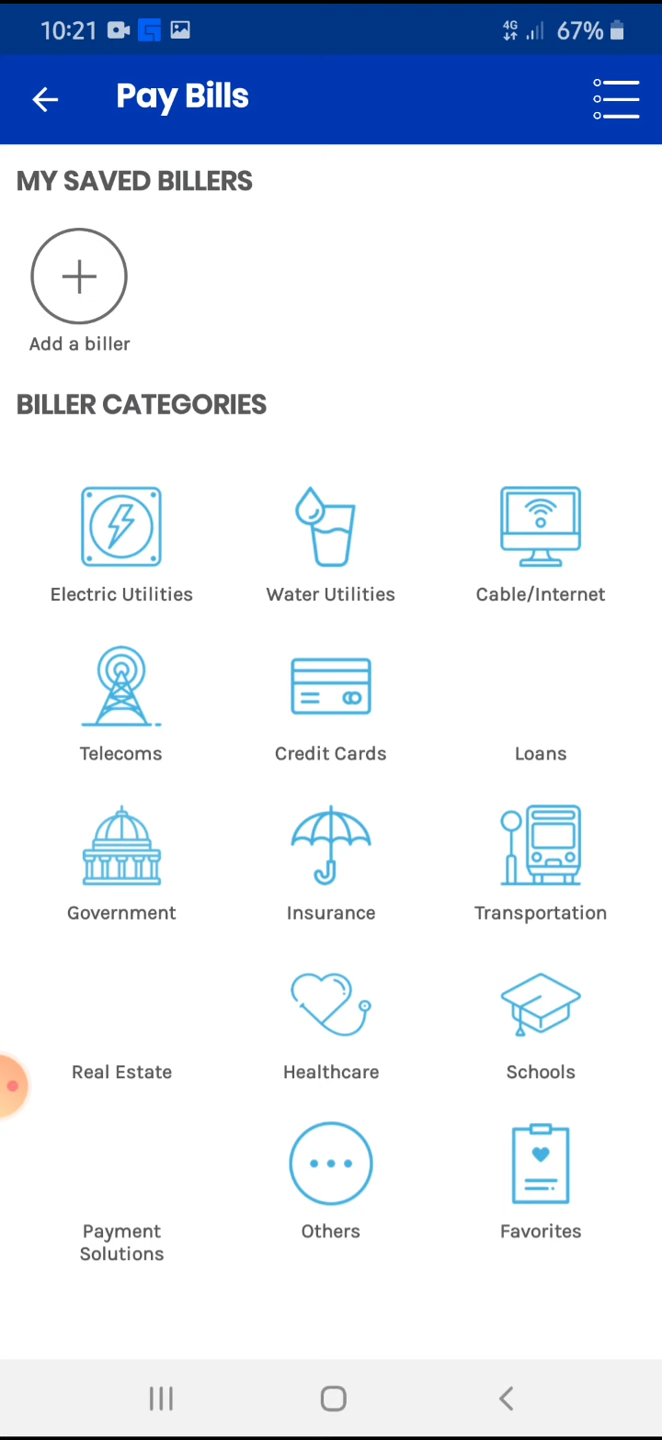 10:21 4G 67%
Pay Bills
MY SAVED BILLERS
Add a biller
BILLER CATEGORIES
Electric Utilities Water Utilities Cable/Internet
Telecoms Credit Cards Loans
Government Insurance Transportation
Real Estate Healthcare Schools
Payment Others Favorites
Solutions